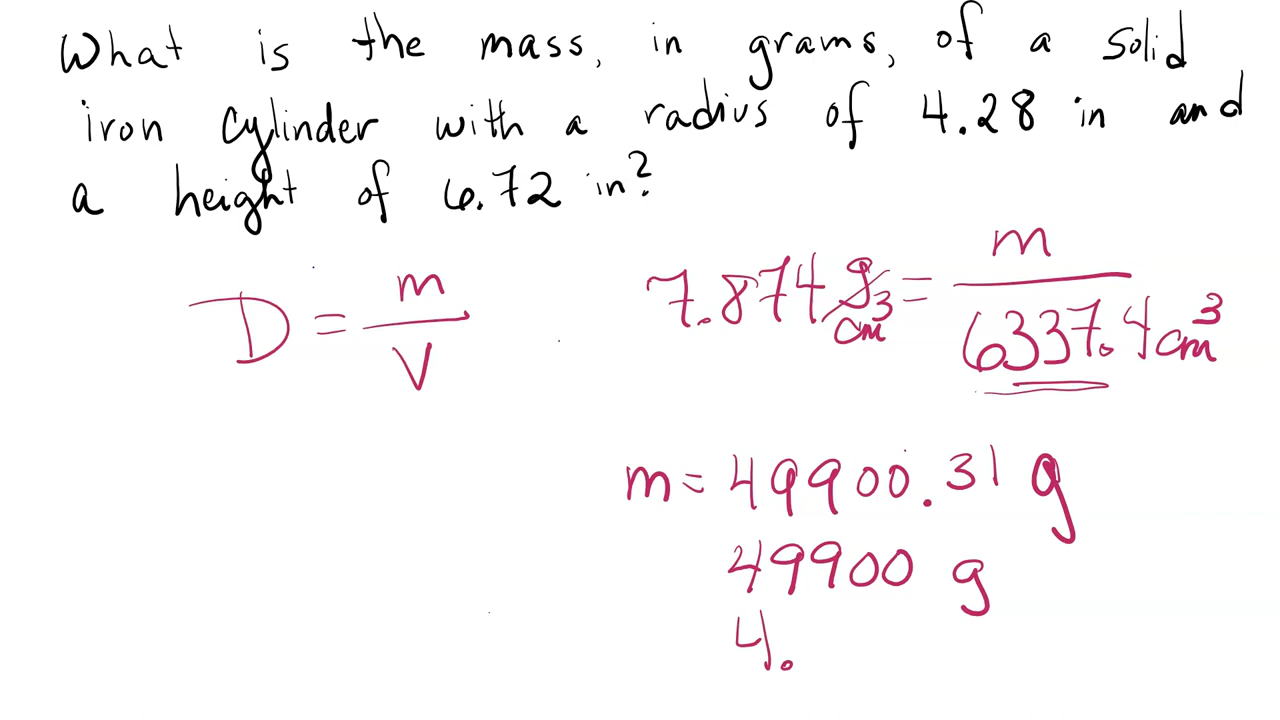 What is the mass, in grams, of a solid
iron cylinder with a radius of 4.28 in and
a height of 6.72 in?
D = m/V
7.874 g/cm³ = m/6337.4 cm³
m = 49900.31 g
49900 g
4.